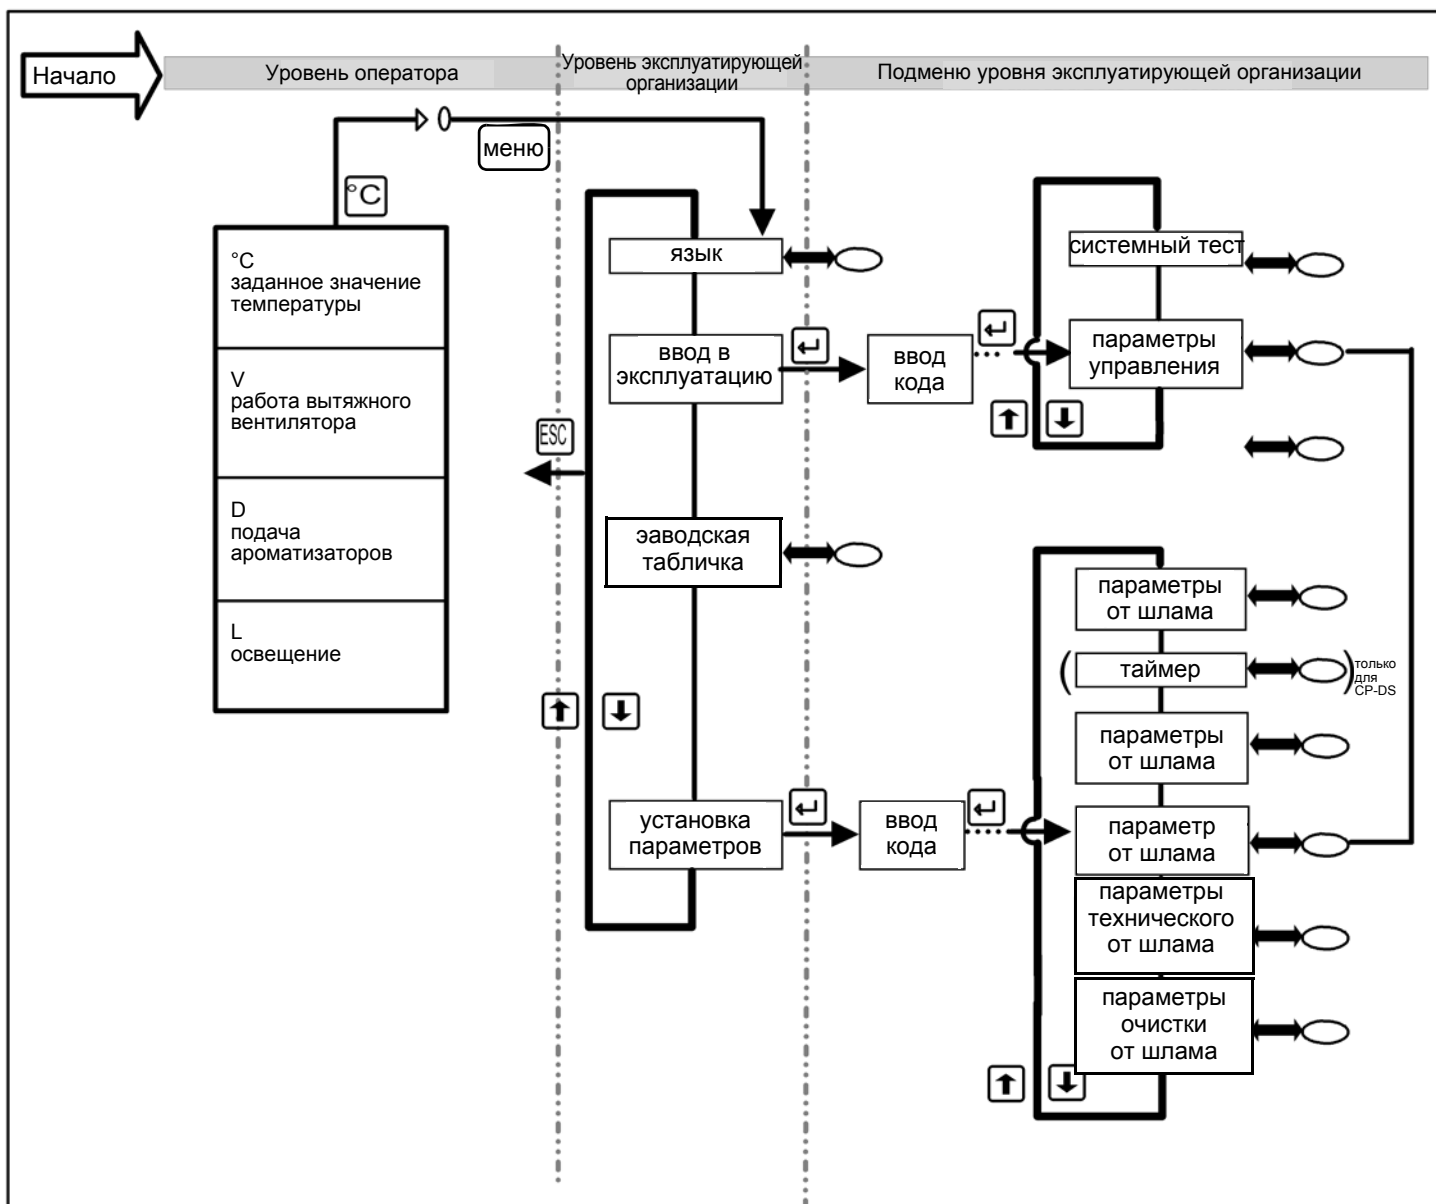 Начало
Уровень оператора
Уровень эксплуатирующей
организации
Подменю уровня эксплуатирующей организации
меню
°C
°C
заданное значение
температуры
V
работа вытяжного
вентилятора
D
подача
ароматизаторов
L
освещение
ESC
язык
ввод в
эксплуатацию
эаводская
табличка
установка
параметров
ввод
кода
ввод
кода
системный тест
параметры
управления
параметры
от шлама
( таймер )
только
для
CP-DS
параметры
от шлама
параметр
от шлама
параметры
технического
от шлама
параметры
очистки
от шлама